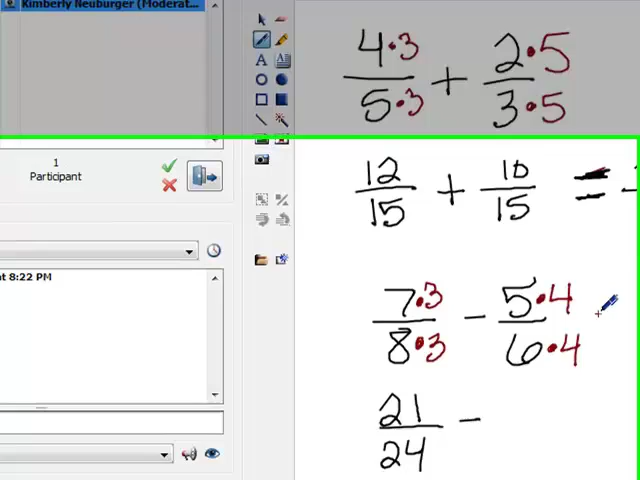 Kimberly Neuburger (Moderat...
4·3/5·3 + 2·5/3·5
1
Participant
A A
12/15 + 10/15 =
at 8:22 PM
7·3/8·3 - 5·4/6·4
21/24 -